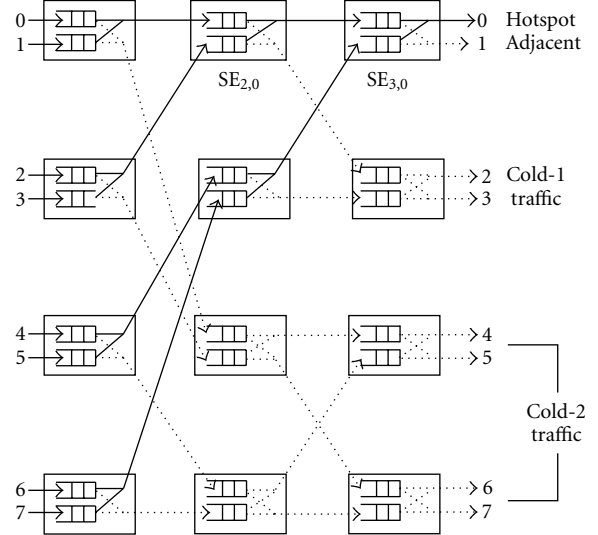 0 0 Hotspot
1 1 Adjacent
SE2,0 SE3,0
2 2 Cold-1
3 3 traffic
4 4
5 5
Cold-2
traffic
6 6
7 7